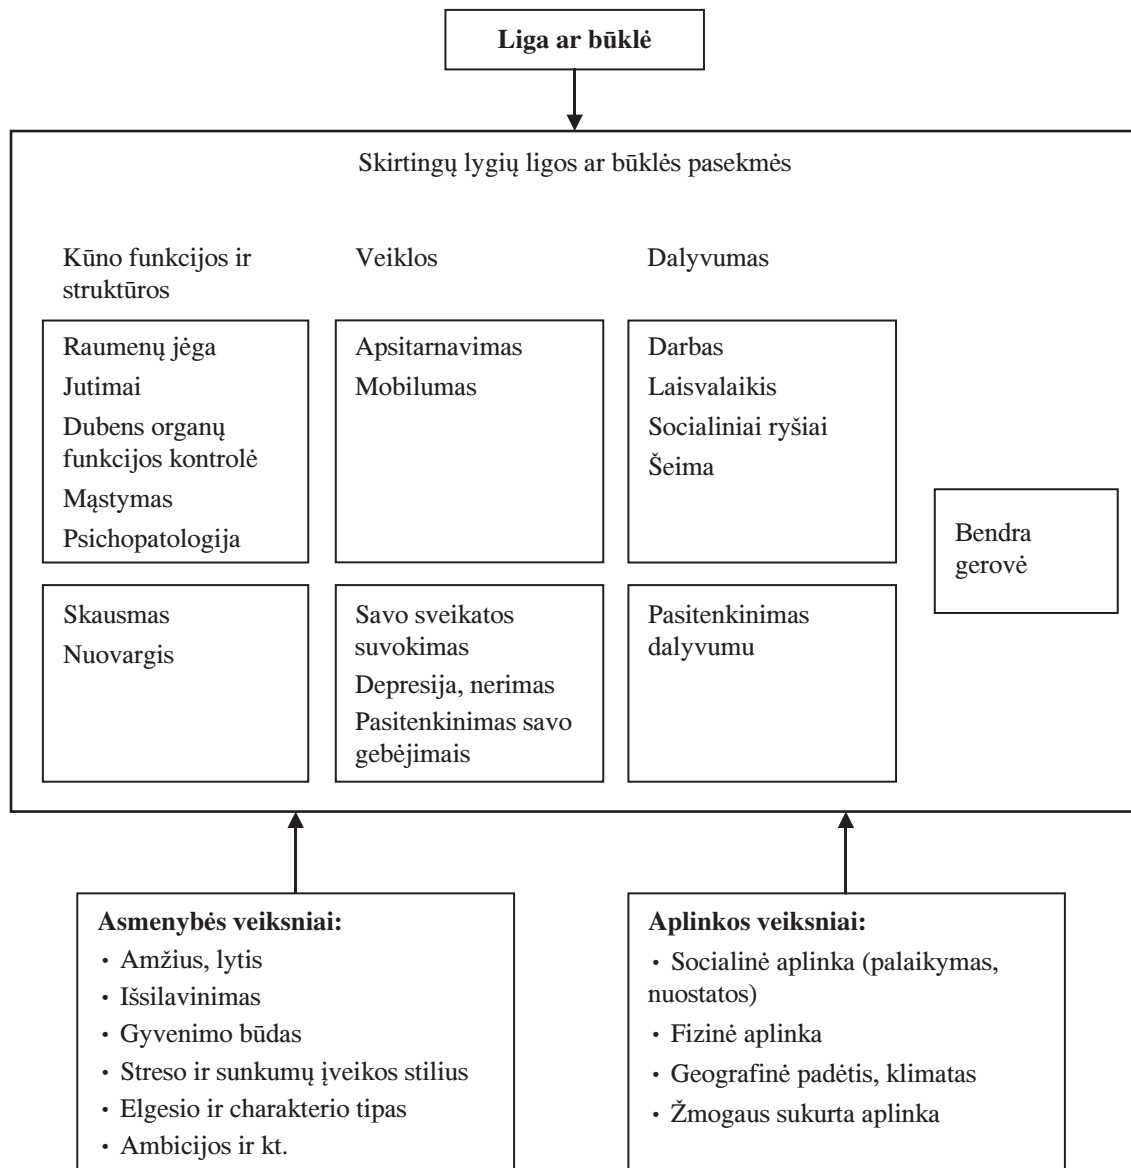 Liga ar būklė
Skirtingų lygių ligos ar būklės pasekmės
Kūno funkcijos ir
struktūros
Raumenų jėga
Jutimai
Dubens organų
funkcijos kontrolė
Mąstymas
Psichopatologija
Skausmas
Nuovargis
Veiklos
Apsitarnavimas
Mobilumas
Savo sveikatos
suvokimas
Depresija, nerimas
Pasitenkinimas savo
gebėjimais
Dalyvumas
Darbas
Laisvalaikis
Socialiniai ryšiai
Šeima
Pasitenkinimas
dalyvumu
Bendra
gerovė
Asmenybės veiksniai:
• Amžius, lytis
• Išsilavinimas
• Gyvenimo būdas
• Streso ir sunkumų įveikos stilius
• Elgesio ir charakterio tipas
• Ambicijos ir kt.
Aplinkos veiksniai:
• Socialinė aplinka (palaikymas,
nuostatos)
• Fizinė aplinka
• Geografinė padėtis, klimatas
• Žmogaus sukurta aplinka